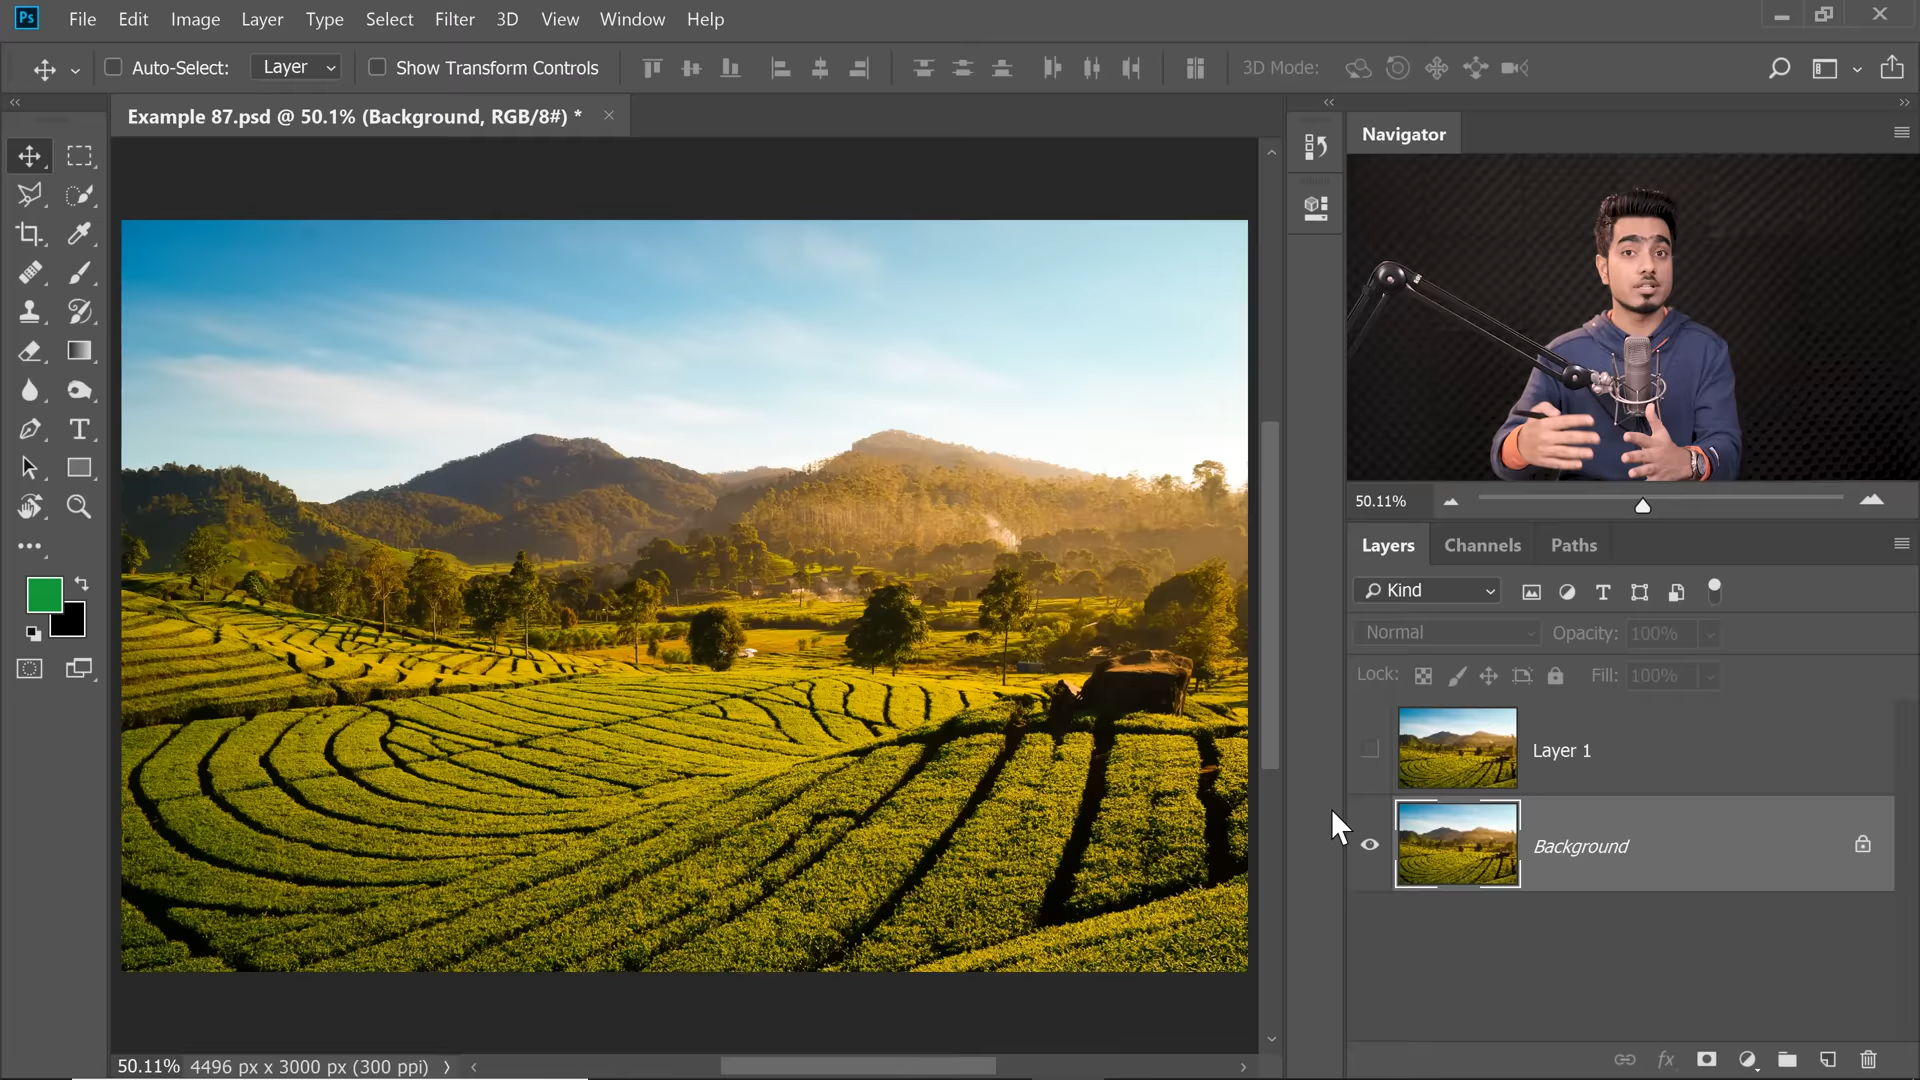 Ps File Edit Image Layer Type Select Filter 3D View Window Help
Auto-Select: Layer Show Transform Controls 3D Mode:
Example 87.psd @ 50.1% (Background, RGB/8#) *
Navigator
50.11%
Layers Channels Paths
Kind
Normal Opacity: 100%
Lock: Fill: 100%
Layer 1
Background
fx
50.11% 4496 px x 3000 px (300 ppi)